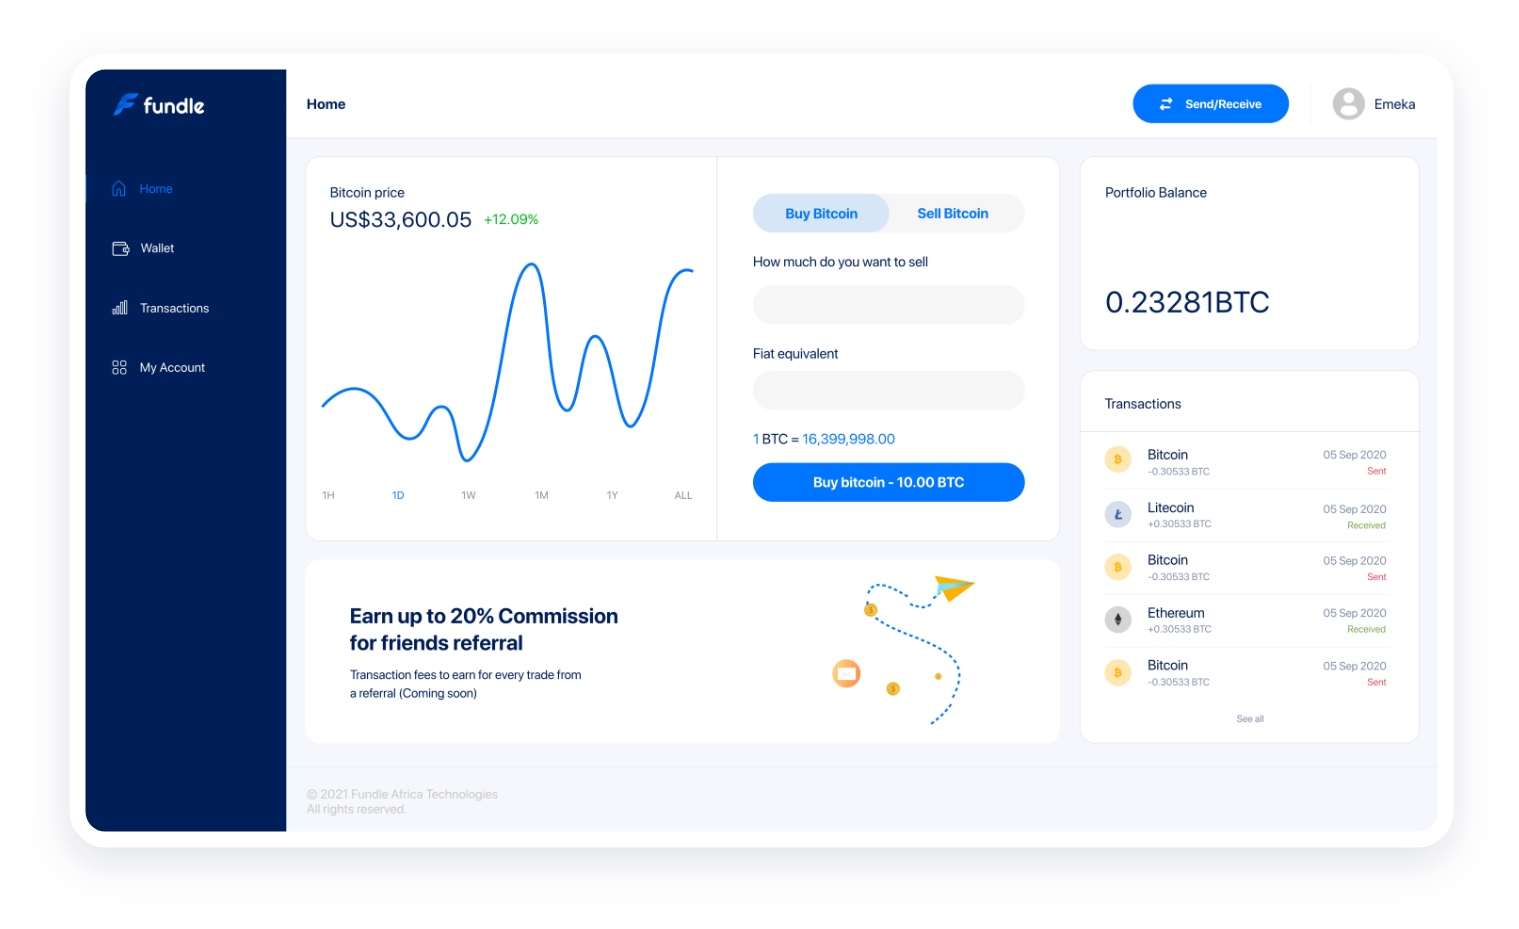 fundle
Home
Send/Receive
Emeka
Home
Wallet
Transactions
My Account
Bitcoin price
US$33,600.05 +12.09%
1H 1D 1W 1M 1Y ALL
Buy Bitcoin Sell Bitcoin
How much do you want to sell
Fiat equivalent
1 BTC = 16,399,998.00
Buy bitcoin - 10.00 BTC
Portfolio Balance
0.23281BTC
Transactions
Bitcoin 05 Sep 2020
-0.30533 BTC Sent
Litecoin 05 Sep 2020
+0.30533 BTC Received
Bitcoin 05 Sep 2020
-0.30533 BTC Sent
Ethereum 05 Sep 2020
+0.30533 BTC Received
Bitcoin 05 Sep 2020
-0.30533 BTC Sent
See all
Earn up to 20% Commission
for friends referral
Transaction fees to earn for every trade from
a referral (Coming soon)
© 2021 Fundle Africa Technologies
All rights reserved.